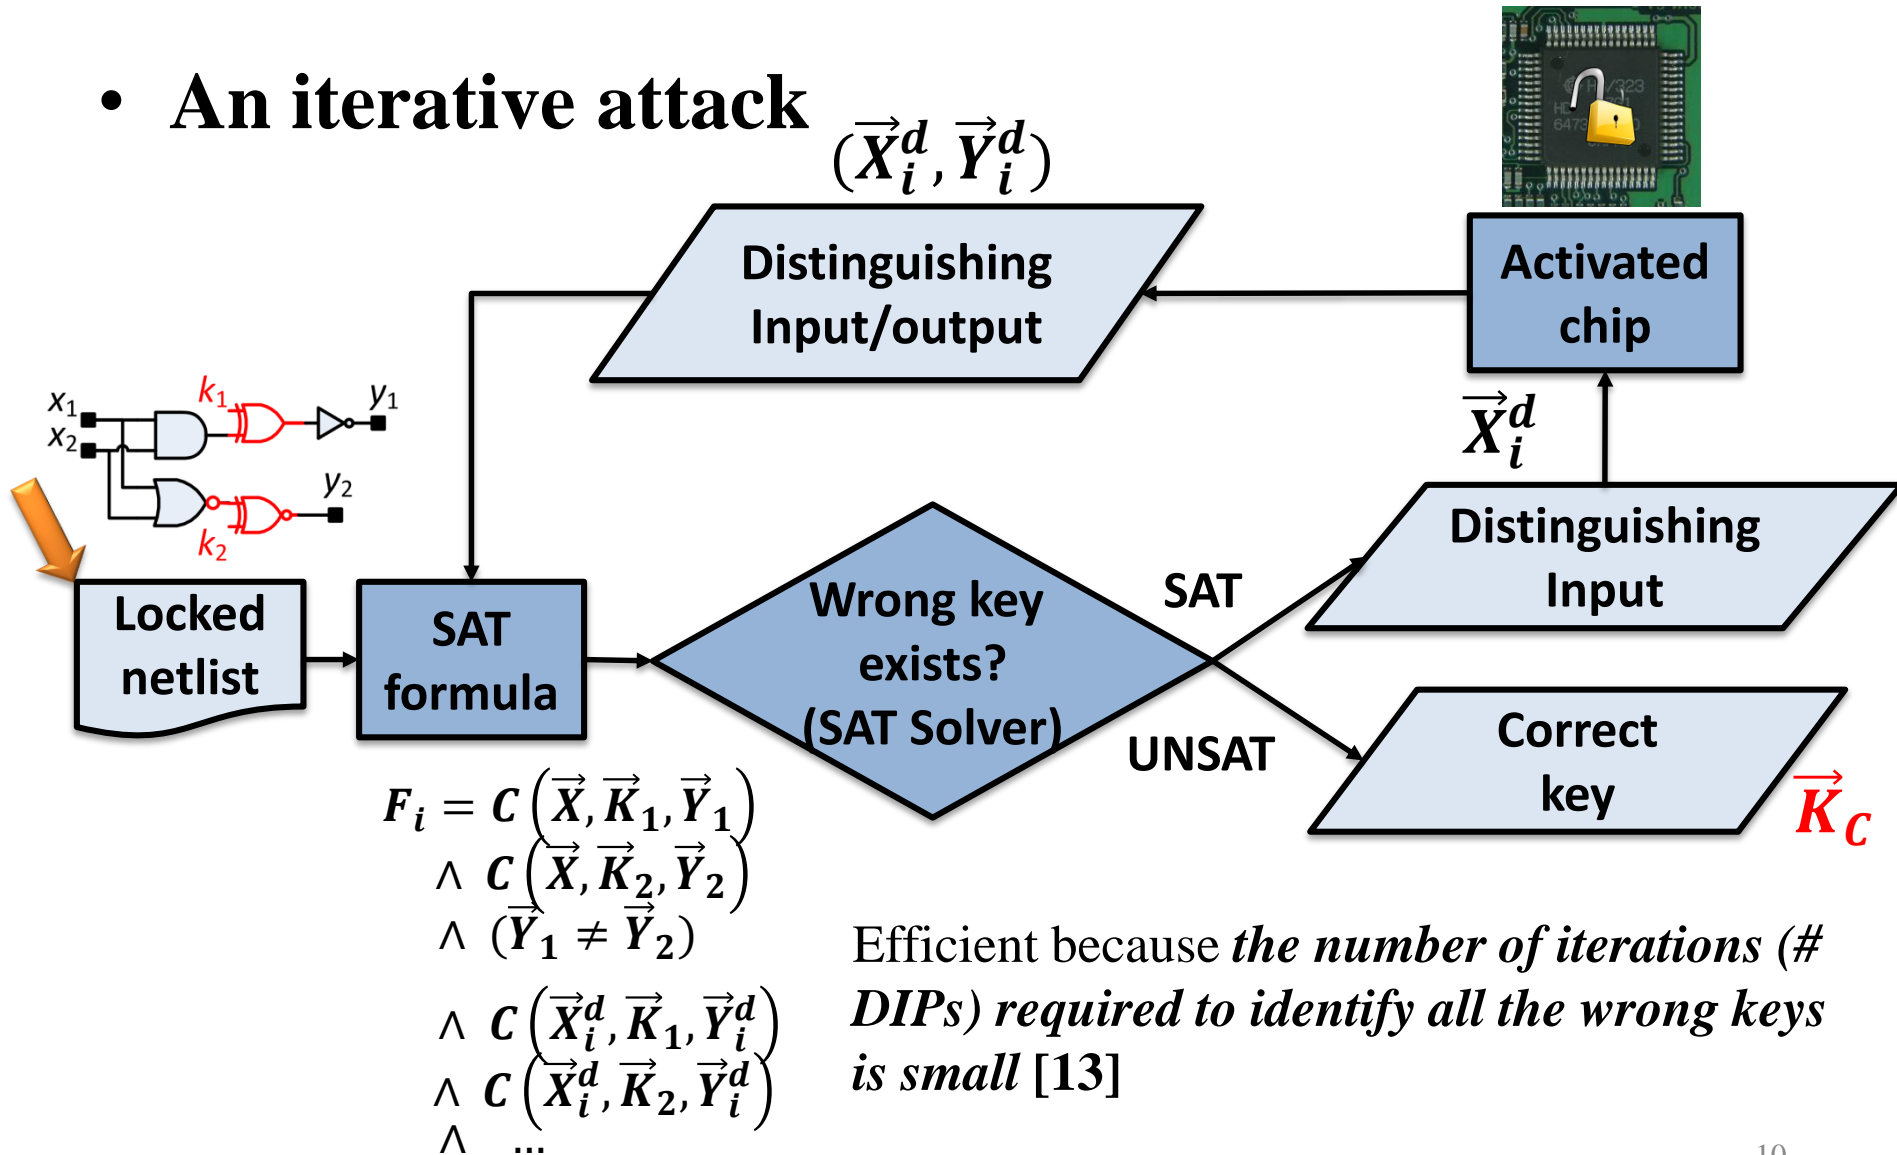 • An iterative attack
(X⃗ᵢᵈ, Y⃗ᵢᵈ)
Distinguishing
Input/output
Activated
chip
X⃗ᵢᵈ
x₁
x₂
k₁
y₁
y₂
k₂
Locked
netlist
SAT
formula
Wrong key
exists?
(SAT Solver)
SAT
UNSAT
Distinguishing
Input
Correct
key
K⃗_C
Fᵢ = C(X⃗, K⃗₁, Y⃗₁)
∧ C(X⃗, K⃗₂, Y⃗₂)
∧ (Y⃗₁ ≠ Y⃗₂)
∧ C(X⃗ᵢᵈ, K⃗₁, Y⃗ᵢᵈ)
∧ C(X⃗ᵢᵈ, K⃗₂, Y⃗ᵢᵈ)
∧ ...
Efficient because the number of iterations (#
DIPs) required to identify all the wrong keys
is small [13]
10